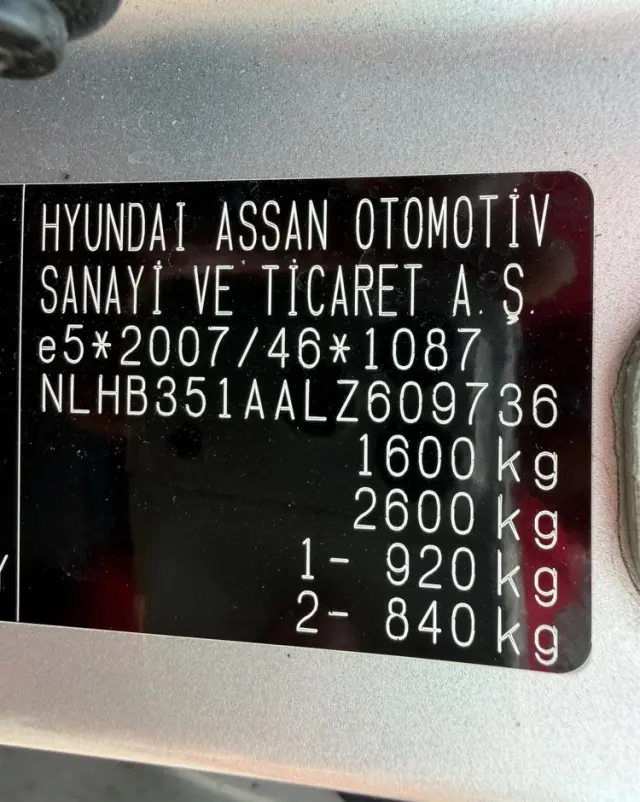 HYUNDAİ ASSAN OTOMOTİV
SANAYİ VE TİCARET A.Ş.
e5*2007/46*1087
NLHB351AALZ609736
1600 kg
2600 kg
1- 920 kg
2- 840 kg
Y